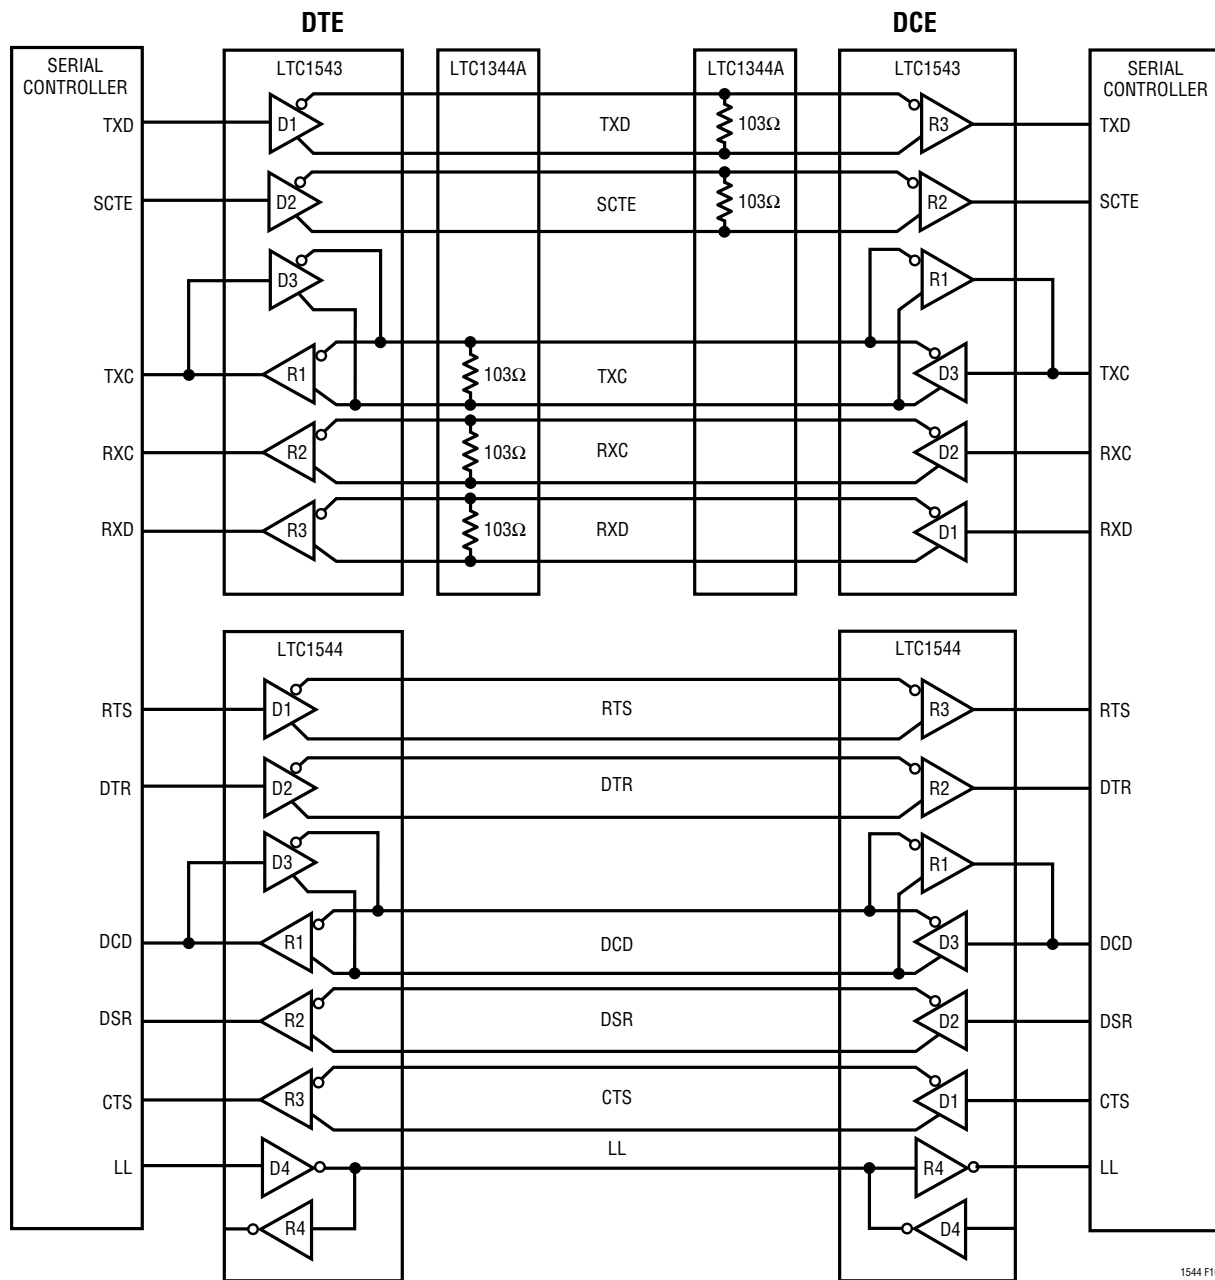 DTE
DCE
SERIAL
CONTROLLER
LTC1543
LTC1344A
LTC1344A
LTC1543
SERIAL
CONTROLLER
TXD
D1
TXD
103Ω
R3
TXD
SCTE
D2
SCTE
103Ω
R2
SCTE
D3
R1
TXC
R1
103Ω
TXC
D3
TXC
RXC
R2
103Ω
RXC
D2
RXC
RXD
R3
103Ω
RXD
D1
RXD
LTC1544
LTC1544
RTS
D1
RTS
R3
RTS
DTR
D2
DTR
R2
DTR
D3
R1
DCD
R1
DCD
D3
DCD
DSR
R2
DSR
D2
DSR
CTS
R3
CTS
D1
CTS
LL
D4
LL
R4
LL
R4
D4